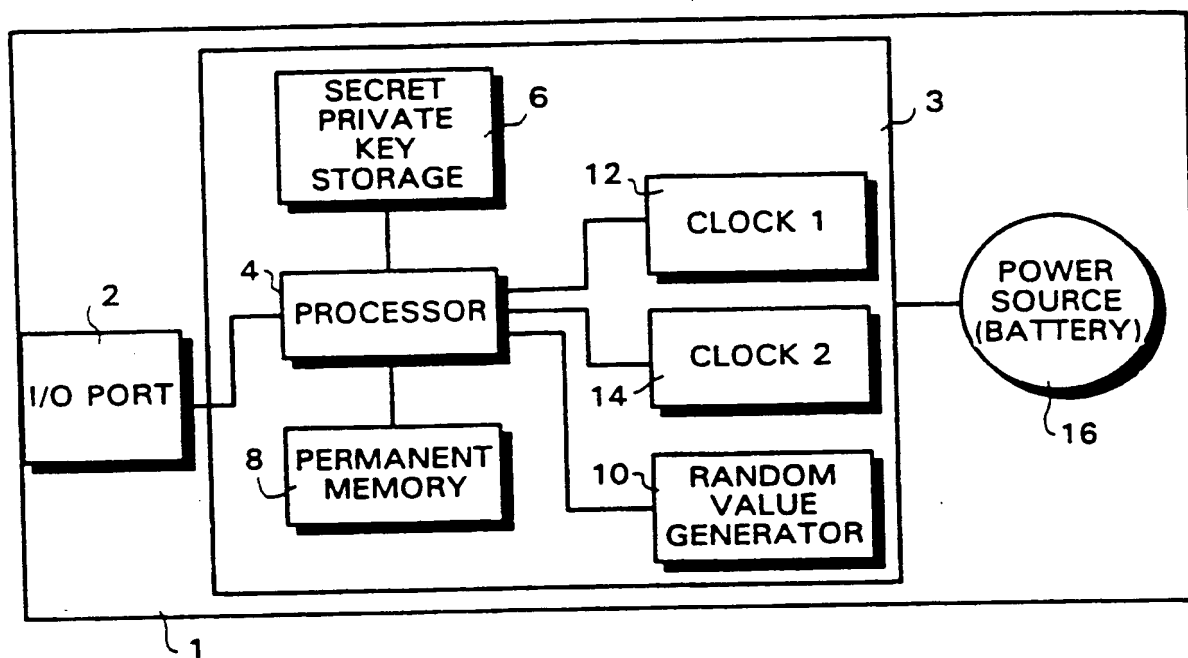 SECRET
PRIVATE
KEY
STORAGE
6
3
12
CLOCK 1
4
PROCESSOR
2
I/O PORT
POWER
SOURCE
(BATTERY)
CLOCK 2
14
16
8
PERMANENT
MEMORY
10
RANDOM
VALUE
GENERATOR
1